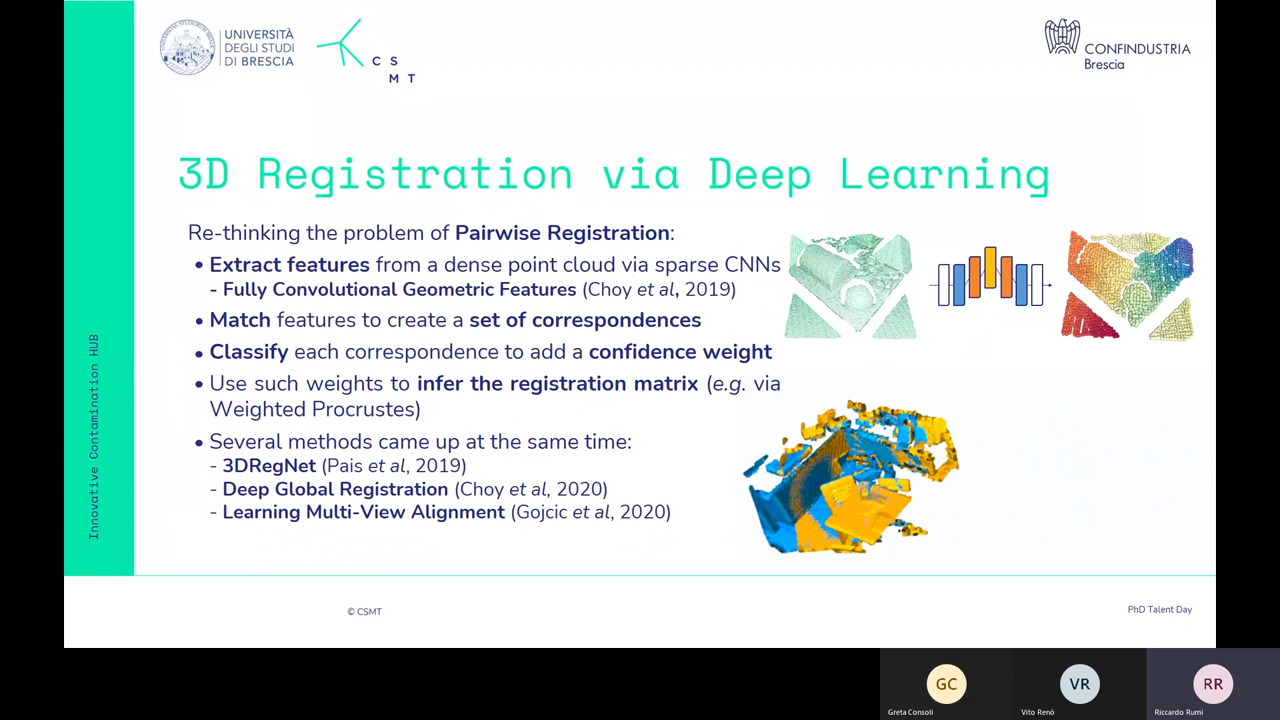 UNIVERSITÀ
DEGLI STUDI
DI BRESCIA
C S
M T
CONFINDUSTRIA
Brescia
3D Registration via Deep Learning
Re-thinking the problem of Pairwise Registration:
• Extract features from a dense point cloud via sparse CNNs
- Fully Convolutional Geometric Features (Choy et al, 2019)
• Match features to create a set of correspondences
• Classify each correspondence to add a confidence weight
• Use such weights to infer the registration matrix (e.g. via
Weighted Procrustes)
• Several methods came up at the same time:
- 3DRegNet (Pais et al, 2019)
- Deep Global Registration (Choy et al, 2020)
- Learning Multi-View Alignment (Gojcic et al, 2020)
Innovative Contamination HUB
© CSMT
PhD Talent Day
GC
VR
RR
Greta Consoli
Vito Renò
Riccardo Rumi